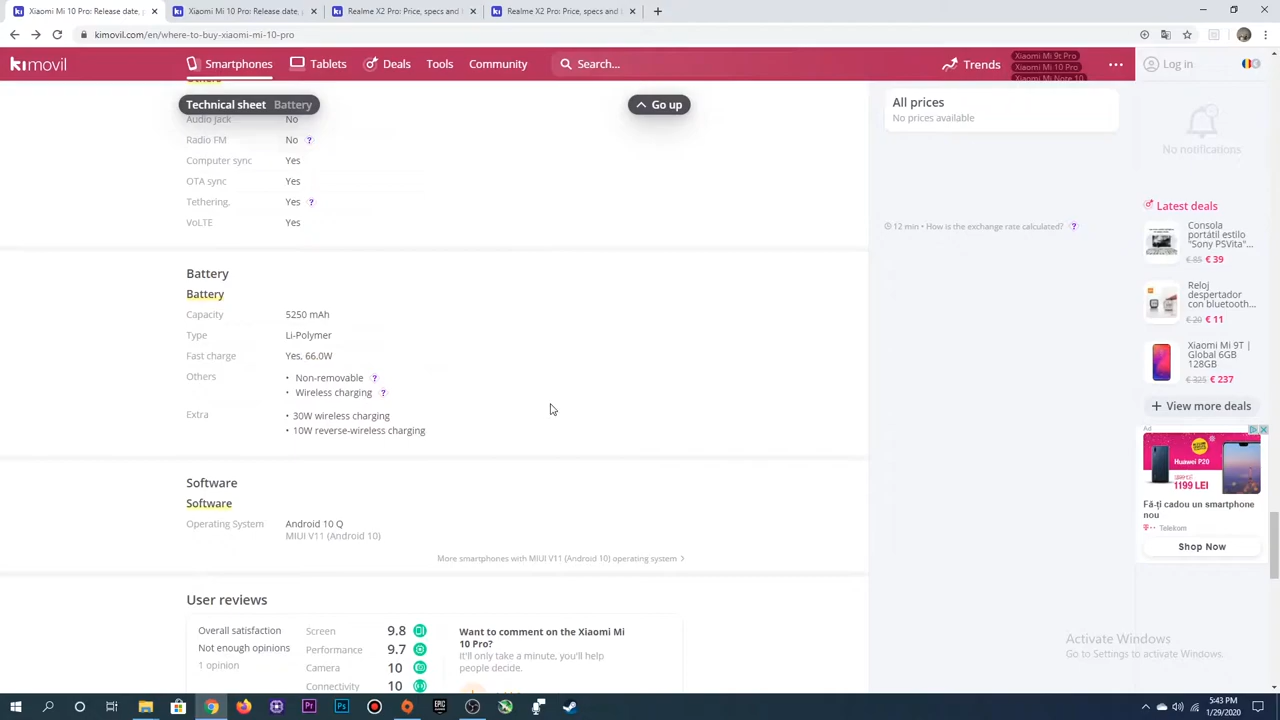 Xiaomi Mi 10 Pro: Release date, p
Xiaomi Mi 10 Pro: Release date, p
Realme X2 Pro: Price, specs and
Realme X2 Pro: Price, specs and
kimovil.com/en/where-to-buy-xiaomi-mi-10-pro
kimovil
Smartphones
Tablets
Deals
Tools
Community
Search...
Trends
Xiaomi Mi 9t Pro
Xiaomi Mi 10 Pro
Xiaomi Mi Note 10
Log in
Others
Technical sheet Battery
Go up
Audio Jack No
Radio FM No ?
Computer sync Yes
OTA sync Yes
Tethering, Yes ?
VoLTE Yes
Battery
Battery
Capacity 5250 mAh
Type Li-Polymer
Fast charge Yes, 66.0W
Others • Non-removable ?
• Wireless charging ?
Extra • 30W wireless charging
• 10W reverse-wireless charging
Software
Software
Operating System Android 10 Q
MIUI V11 (Android 10)
More smartphones with MIUI V11 (Android 10) operating system
User reviews
Overall satisfaction
Not enough opinions
1 opinion
Screen 9.8
Performance 9.7
Camera 10
Connectivity 10
Want to comment on the Xiaomi Mi
10 Pro?
It'll only take a minute, you'll help
people decide.
All prices
No prices available
12 min • How is the exchange rate calculated? ?
No notifications
Latest deals
Consola
portátil estilo
"Sony PSVita"...
€ 85 € 39
Reloj
despertador
con bluetooth...
€ 20 € 11
Xiaomi Mi 9T |
Global 6GB
128GB
€ 325 € 237
View more deals
Ad
Huawei P20
1199 LEI
Fă-ți cadou un smartphone
nou
Telekom
Shop Now
Activate Windows
Go to Settings to activate Windows.
5:43 PM
1/29/2020